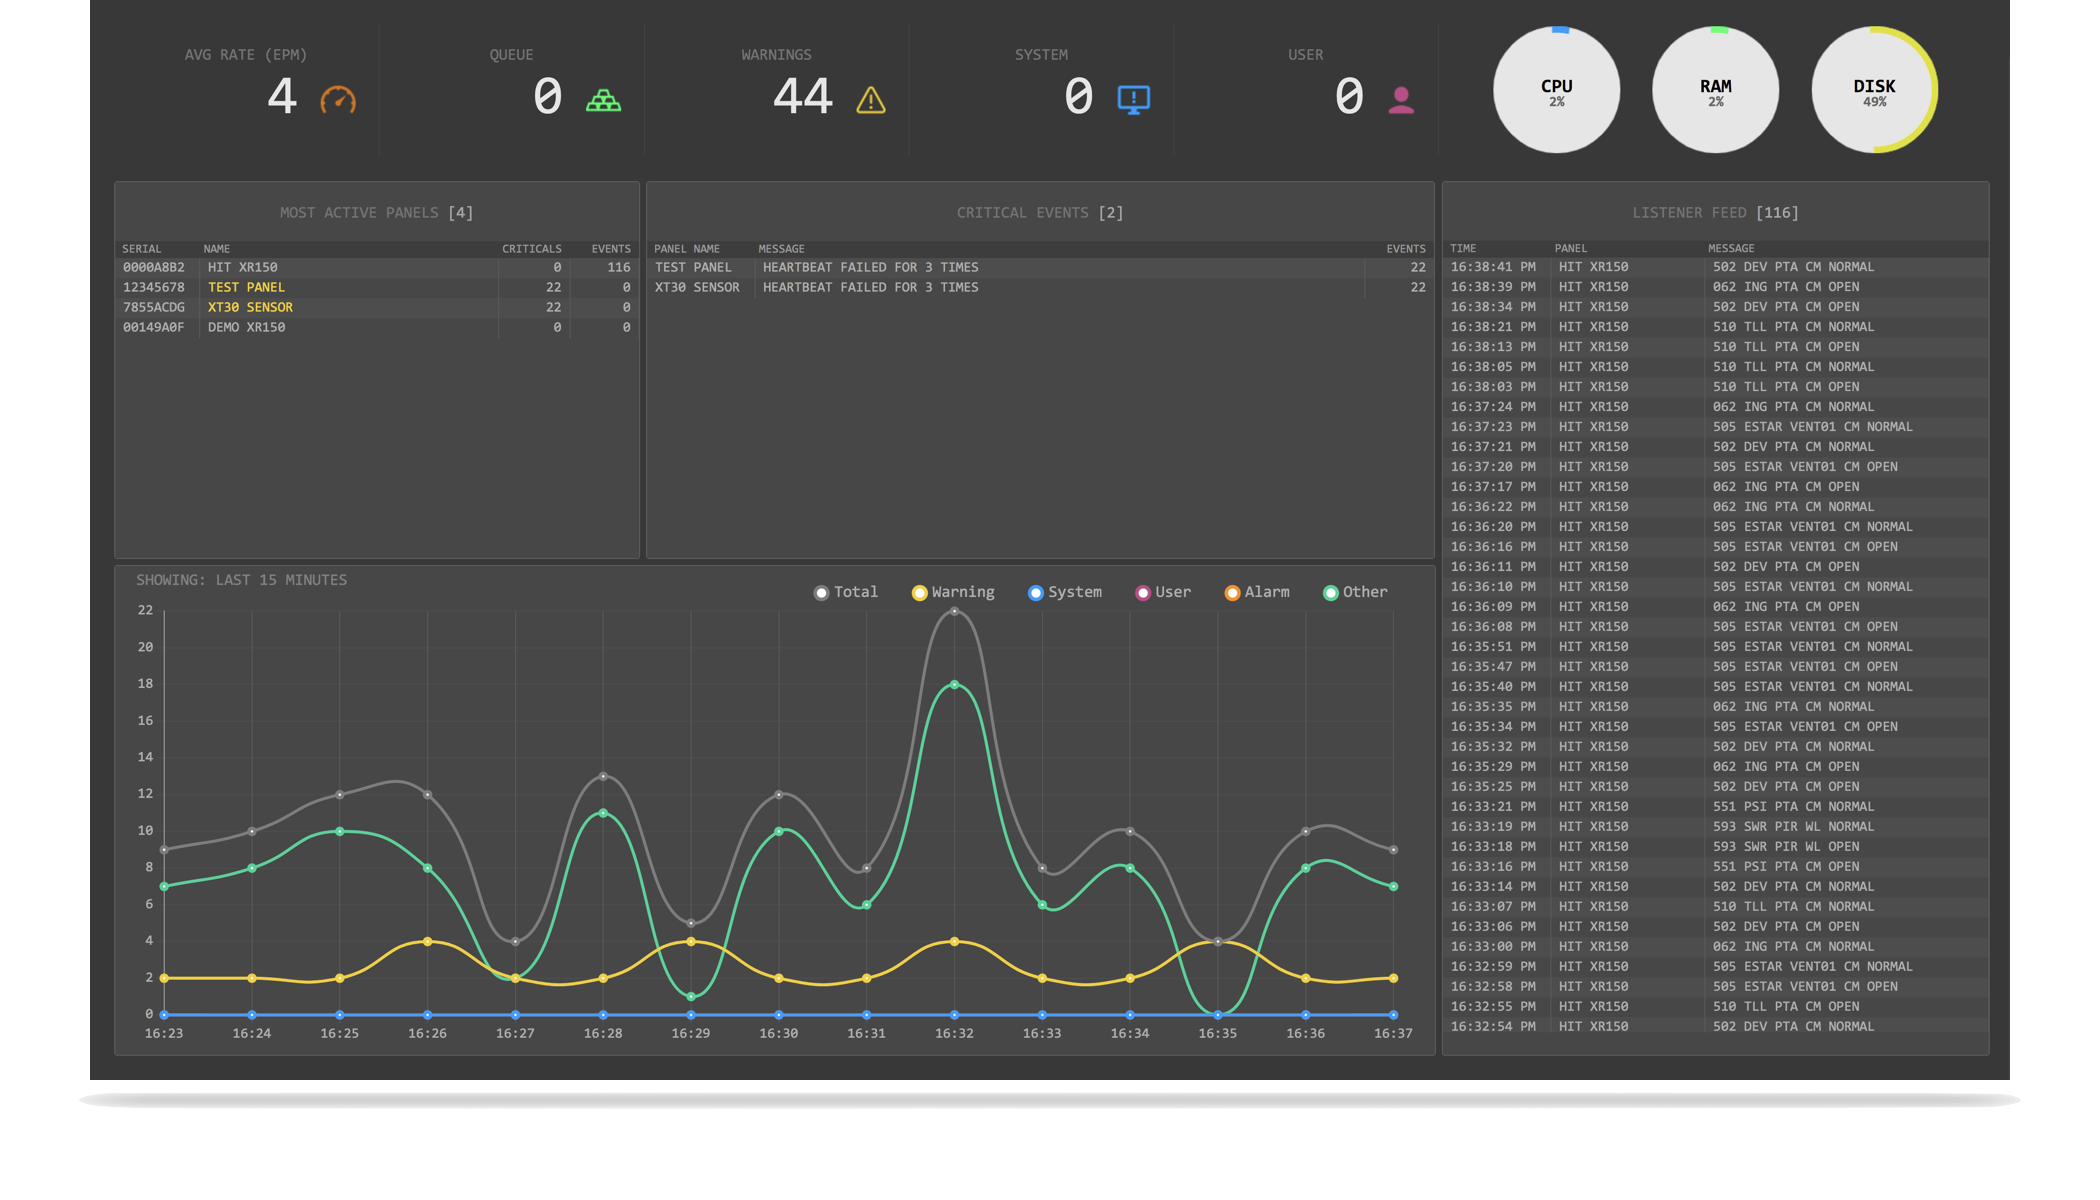 AVG RATE (EPM)
4
QUEUE
0
WARNINGS
44
SYSTEM
0
USER
0
CPU
2%
RAM
2%
DISK
49%
MOST ACTIVE PANELS [4]
SERIAL NAME CRITICALS EVENTS
0000A8B2 HIT XR150 0 116
12345678 TEST PANEL 22 0
7855ACDG XT30 SENSOR 22 0
00149A0F DEMO XR150 0 0
CRITICAL EVENTS [2]
PANEL NAME MESSAGE EVENTS
TEST PANEL HEARTBEAT FAILED FOR 3 TIMES 22
XT30 SENSOR HEARTBEAT FAILED FOR 3 TIMES 22
SHOWING: LAST 15 MINUTES
Total Warning System User Alarm Other
22
20
18
16
14
12
10
8
6
4
2
0
16:23 16:24 16:25 16:26 16:27 16:28 16:29 16:30 16:31 16:32 16:33 16:34 16:35 16:36 16:37
LISTENER FEED [116]
TIME PANEL MESSAGE
16:38:41 PM HIT XR150 502 DEV PTA CM NORMAL
16:38:39 PM HIT XR150 062 ING PTA CM OPEN
16:38:34 PM HIT XR150 502 DEV PTA CM OPEN
16:38:21 PM HIT XR150 510 TLL PTA CM NORMAL
16:38:13 PM HIT XR150 510 TLL PTA CM OPEN
16:38:05 PM HIT XR150 510 TLL PTA CM NORMAL
16:38:03 PM HIT XR150 510 TLL PTA CM OPEN
16:37:24 PM HIT XR150 062 ING PTA CM NORMAL
16:37:23 PM HIT XR150 505 ESTAR VENT01 CM NORMAL
16:37:21 PM HIT XR150 502 DEV PTA CM NORMAL
16:37:20 PM HIT XR150 505 ESTAR VENT01 CM OPEN
16:37:17 PM HIT XR150 062 ING PTA CM OPEN
16:36:22 PM HIT XR150 062 ING PTA CM NORMAL
16:36:20 PM HIT XR150 505 ESTAR VENT01 CM NORMAL
16:36:16 PM HIT XR150 505 ESTAR VENT01 CM OPEN
16:36:11 PM HIT XR150 502 DEV PTA CM OPEN
16:36:10 PM HIT XR150 505 ESTAR VENT01 CM NORMAL
16:36:09 PM HIT XR150 062 ING PTA CM OPEN
16:36:08 PM HIT XR150 505 ESTAR VENT01 CM OPEN
16:35:51 PM HIT XR150 505 ESTAR VENT01 CM NORMAL
16:35:47 PM HIT XR150 505 ESTAR VENT01 CM OPEN
16:35:40 PM HIT XR150 505 ESTAR VENT01 CM NORMAL
16:35:35 PM HIT XR150 062 ING PTA CM NORMAL
16:35:34 PM HIT XR150 505 ESTAR VENT01 CM OPEN
16:35:32 PM HIT XR150 502 DEV PTA CM NORMAL
16:35:29 PM HIT XR150 062 ING PTA CM OPEN
16:35:25 PM HIT XR150 502 DEV PTA CM OPEN
16:33:21 PM HIT XR150 551 PSI PTA CM NORMAL
16:33:19 PM HIT XR150 593 SWR PIR WL NORMAL
16:33:18 PM HIT XR150 593 SWR PIR WL OPEN
16:33:16 PM HIT XR150 551 PSI PTA CM OPEN
16:33:14 PM HIT XR150 502 DEV PTA CM NORMAL
16:33:07 PM HIT XR150 510 TLL PTA CM NORMAL
16:33:06 PM HIT XR150 502 DEV PTA CM OPEN
16:33:00 PM HIT XR150 062 ING PTA CM NORMAL
16:32:59 PM HIT XR150 505 ESTAR VENT01 CM NORMAL
16:32:58 PM HIT XR150 505 ESTAR VENT01 CM OPEN
16:32:55 PM HIT XR150 510 TLL PTA CM OPEN
16:32:54 PM HIT XR150 502 DEV PTA CM NORMAL